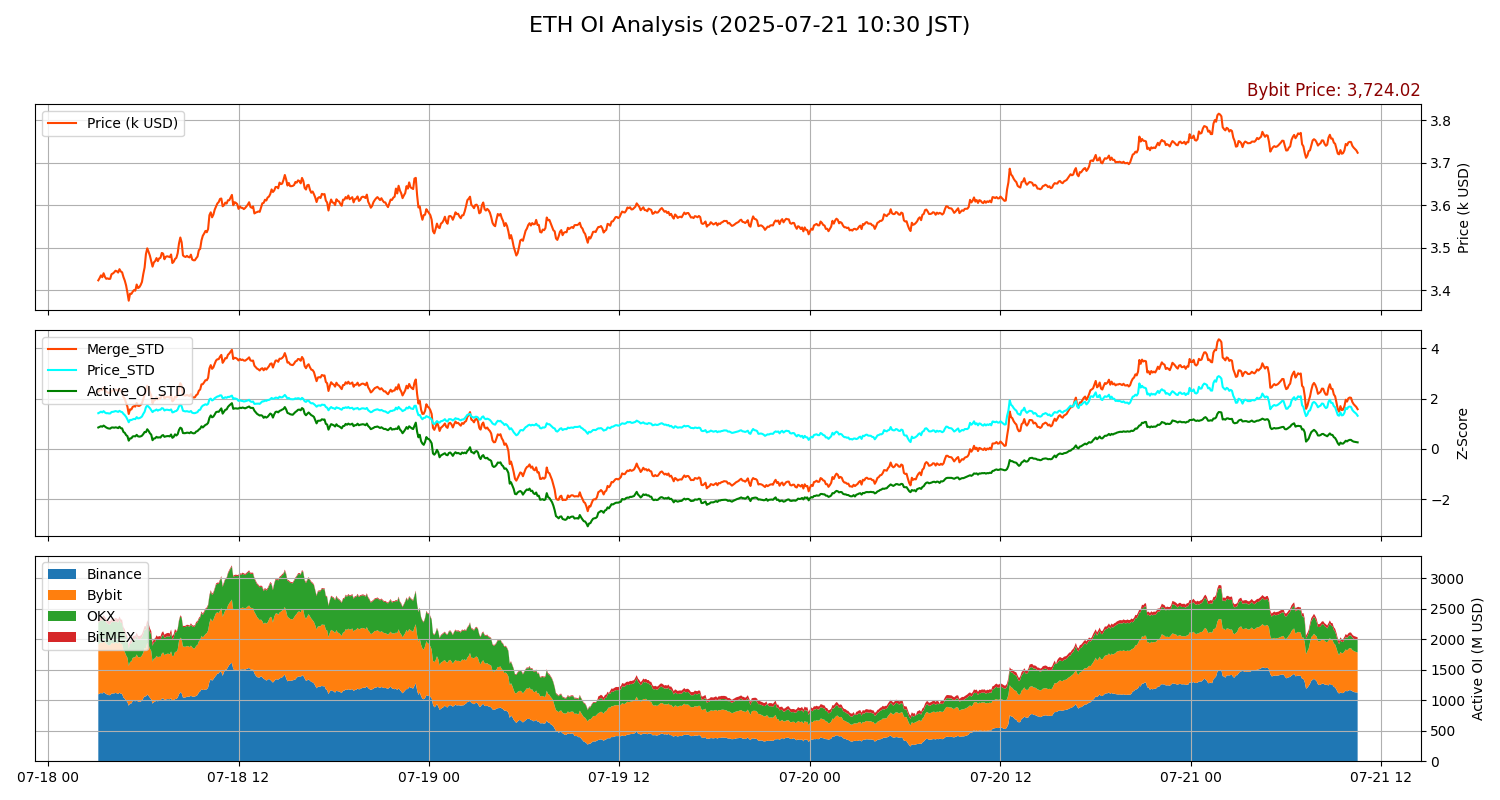 ETH OI Analysis (2025-07-21 10:30 JST)
Bybit Price: 3,724.02
Price (k USD)
3.8
3.7
3.6
3.5
3.4
Price (k USD)
Merge_STD
Price_STD
Active_OI_STD
4
2
0
−2
Z-Score
Binance
Bybit
OKX
BitMEX
3000
2500
2000
1500
1000
500
0
Active OI (M USD)
07-18 00
07-18 12
07-19 00
07-19 12
07-20 00
07-20 12
07-21 00
07-21 12